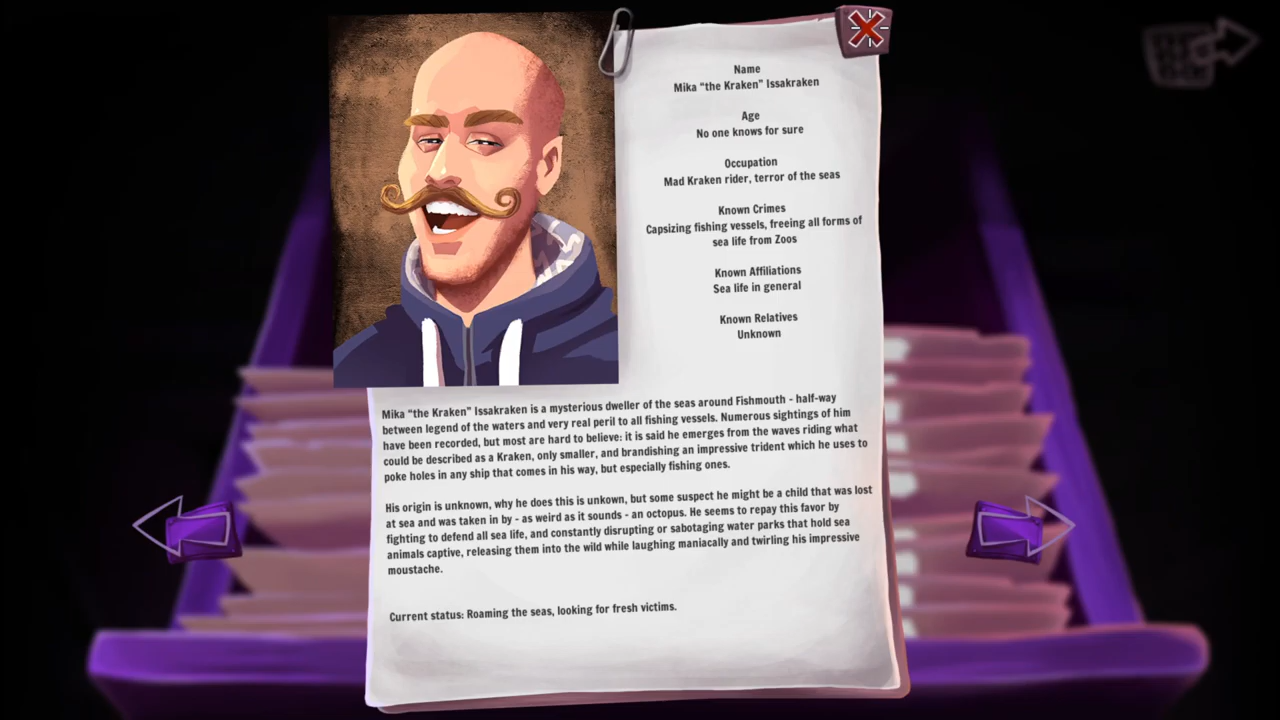 Name
Mika “the Kraken” Issakraken
Age
No one knows for sure
Occupation
Mad Kraken rider, terror of the seas
Known Crimes
Capsizing fishing vessels, freeing all forms of
sea life from Zoos
Known Affiliations
Sea life in general
Known Relatives
Unknown
Mika “the Kraken” Issakraken is a mysterious dweller of the seas around Fishmouth - half-way
between legend of the waters and very real peril to all fishing vessels. Numerous sightings of him
have been recorded, but most are hard to believe: it is said he emerges from the waves riding what
could be described as a Kraken, only smaller, and brandishing an impressive trident which he uses to
poke holes in any ship that comes in his way, but especially fishing ones.
His origin is unknown, why he does this is unkown, but some suspect he might be a child that was lost
at sea and was taken in by - as weird as it sounds - an octopus. He seems to repay this favor by
fighting to defend all sea life, and constantly disrupting or sabotaging water parks that hold sea
animals captive, releasing them into the wild while laughing maniacally and twirling his impressive
moustache.
Current status: Roaming the seas, looking for fresh victims.